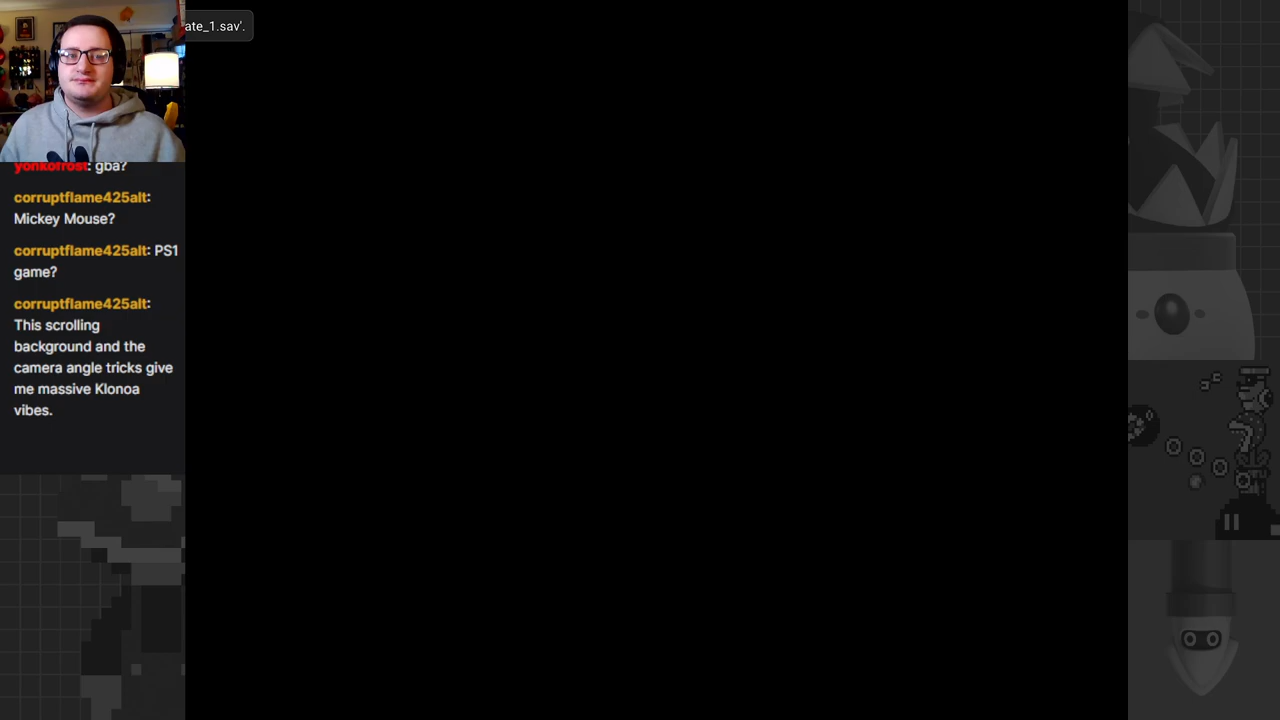 ate_1.sav'.
yonkofrost: gba?
corruptflame425alt:
Mickey Mouse?
corruptflame425alt: PS1
game?
corruptflame425alt:
This scrolling
background and the
camera angle tricks give
me massive Klonoa
vibes.